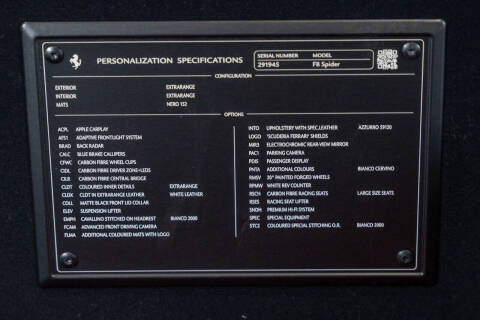 PERSONALIZATION SPECIFICATIONS
SERIAL NUMBER MODEL
291945 F8 Spider
CONFIGURATION
EXTERIOR EXTRARANGE
INTERIOR EXTRARANGE
MATS NERO 132
OPTIONS
ACPL APPLE CARPLAY
AFS1 ADAPTIVE FRONTLIGHT SYSTEM
BRAD BACK RADAR
CALC BLUE BRAKE CALLIPERS
CFWC CARBON FIBRE WHEEL CUPS
CIDL CARBON FIBRE DRIVER ZONE+LEDS
CXLR CARBON FIBRE CENTRAL BRIDGE
CLDT COLOURED INNER DETAILS EXTRARANGE
CLEX CLDT IN EXTRARANGE LEATHER WHITE LEATHER
COLL MATTE BLACK FRONT LEJ COLLAR
ELEV SUSPENSION LIFTER
EMPH CAVALLINO STITCHED ON HEADREST BIANCO 2000
FCAM ADVANCED FRONT DRIVING CAMERA
FLMA ADDITIONAL COLOURED MATS WITH LOGO
INTO UPHOLSTERY WITH SPEC.LEATHER AZZURRO 59120
LOGO 'SCUDERIA FERRARI' SHIELDS
MIR3 ELECTROCHROMIC REAR-VIEW MIRROR
PAC1 PARKING CAMERA
PDIS PASSENGER DISPLAY
PNTA ADDITIONAL COLOURS BIANCO CERVINO
RMSV 20" PAINTED FORGED WHEELS
RPMW WHITE REV COUNTER
RSCH CARBON FIBRE RACING SEATS LARGE SIZE SEATS
RSES RACING SEAT LIFTER
SNDH PREMIUM HI-FI SYSTEM
SPEC SPECIAL EQUIPMENT
STC2 COLOURED SPECIAL STITCHING O.R. BIANCO 2000